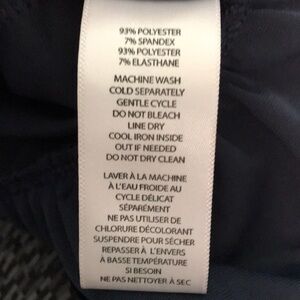 93% POLYESTER
7% SPANDEX
93% POLYESTER
7% ELASTHANE
MACHINE WASH
COLD SEPARATELY
GENTLE CYCLE
DO NOT BLEACH
LINE DRY
COOL IRON INSIDE
OUT IF NEEDED
DO NOT DRY CLEAN
LAVER À LA MACHINE
À L'EAU FROIDE AU
CYCLE DÉLICAT
SÉPARÉMENT
NE PAS UTILISER DE
CHLORURE DÉCOLORANT
SUSPENDRE POUR SÉCHER
REPASSER À L'ENVERS
À BASSE TEMPÉRATURE
SI BESOIN
NE PAS NETTOYER À SEC